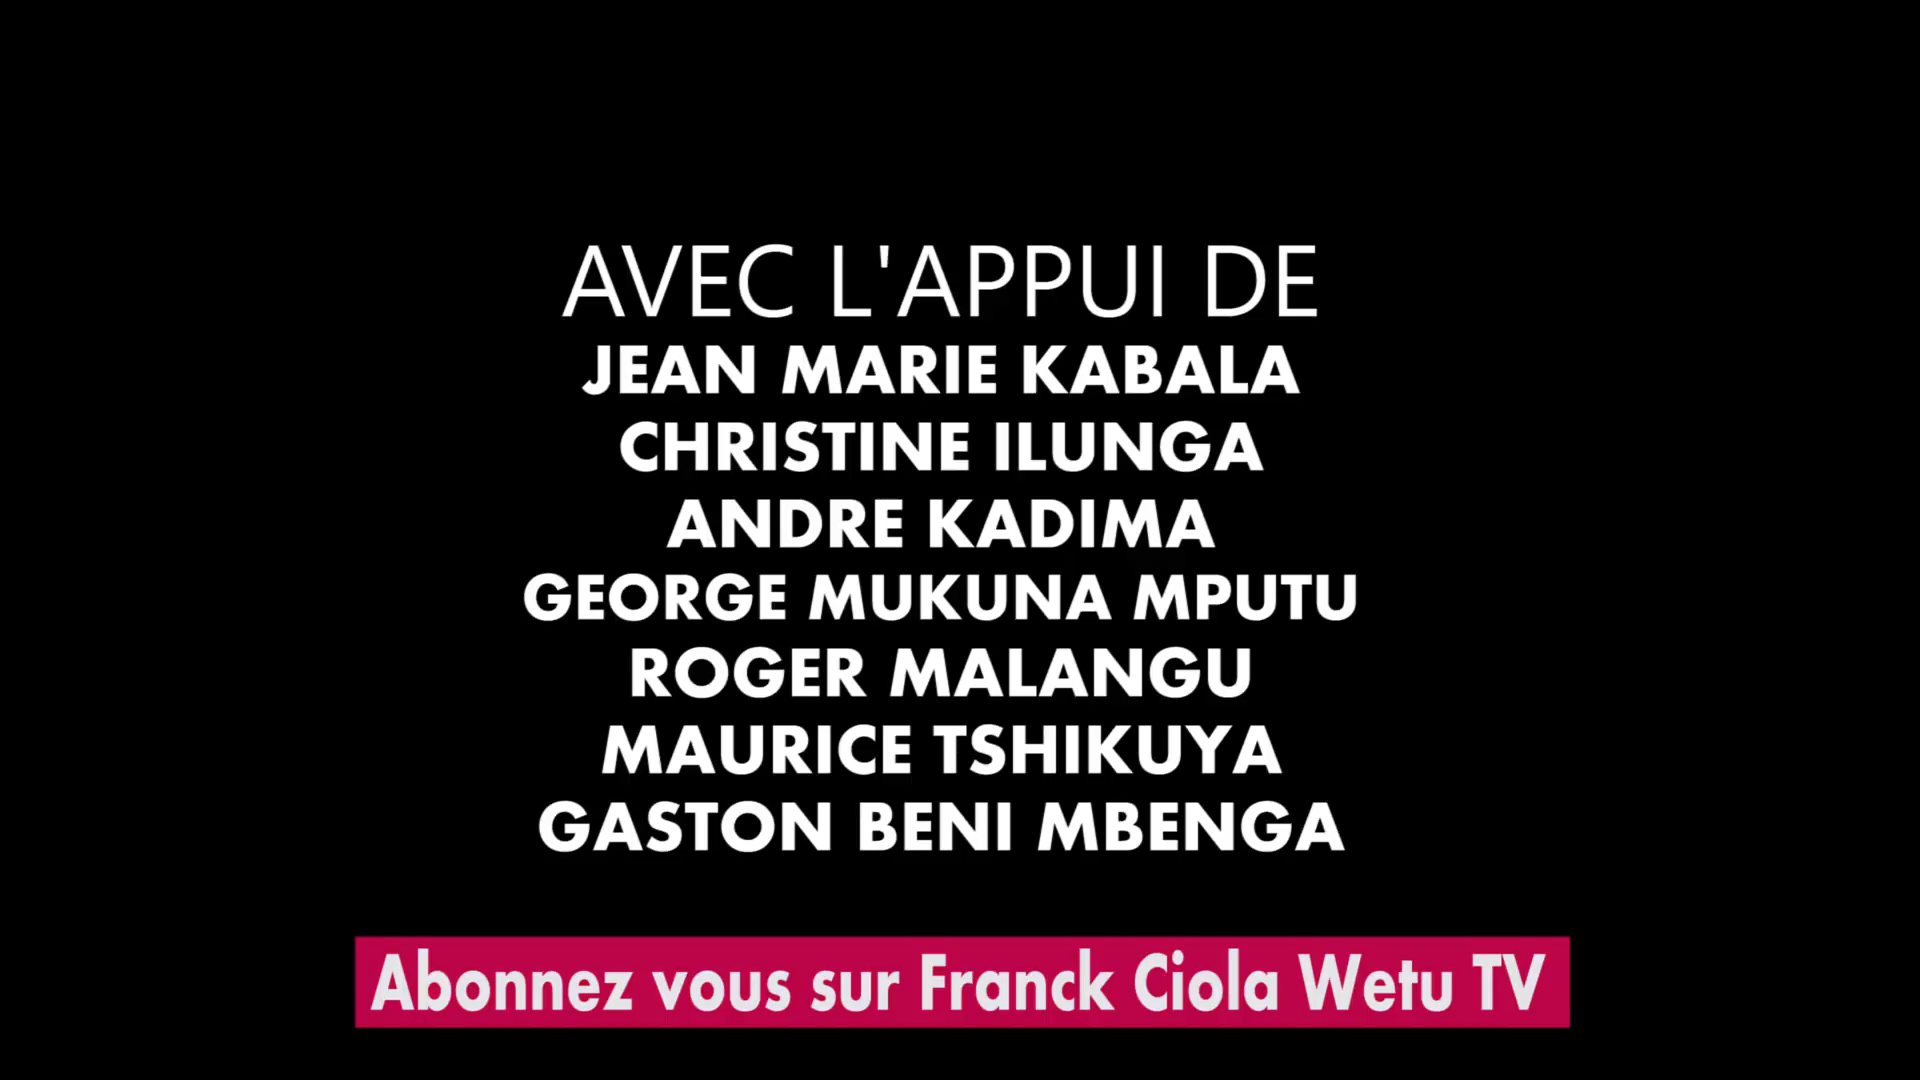 AVEC L'APPUI DE
JEAN MARIE KABALA
CHRISTINE ILUNGA
ANDRE KADIMA
GEORGE MUKUNA MPUTU
ROGER MALANGU
MAURICE TSHIKUYA
GASTON BENI MBENGA
Abonnez vous sur Franck Ciola Wetu TV